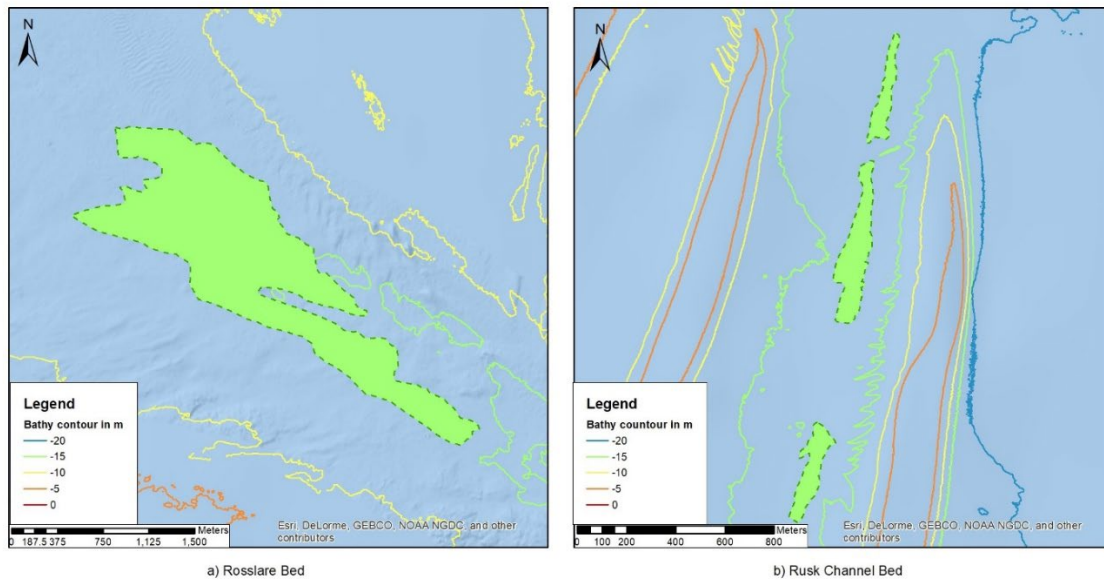 N
Legend
Bathy contour in m
-20
-15
-10
-5
0
Meters
0 187.5 375 750 1,125 1,500
Esri, DeLorme, GEBCO, NOAA NGDC, and other
contributors
a) Rosslare Bed
N
Legend
Bathy countour in m
-20
-15
-10
-5
0
Meters
0 100 200 400 600 800
Esri, DeLorme, GEBCO, NOAA NGDC, and other
contributors
b) Rusk Channel Bed